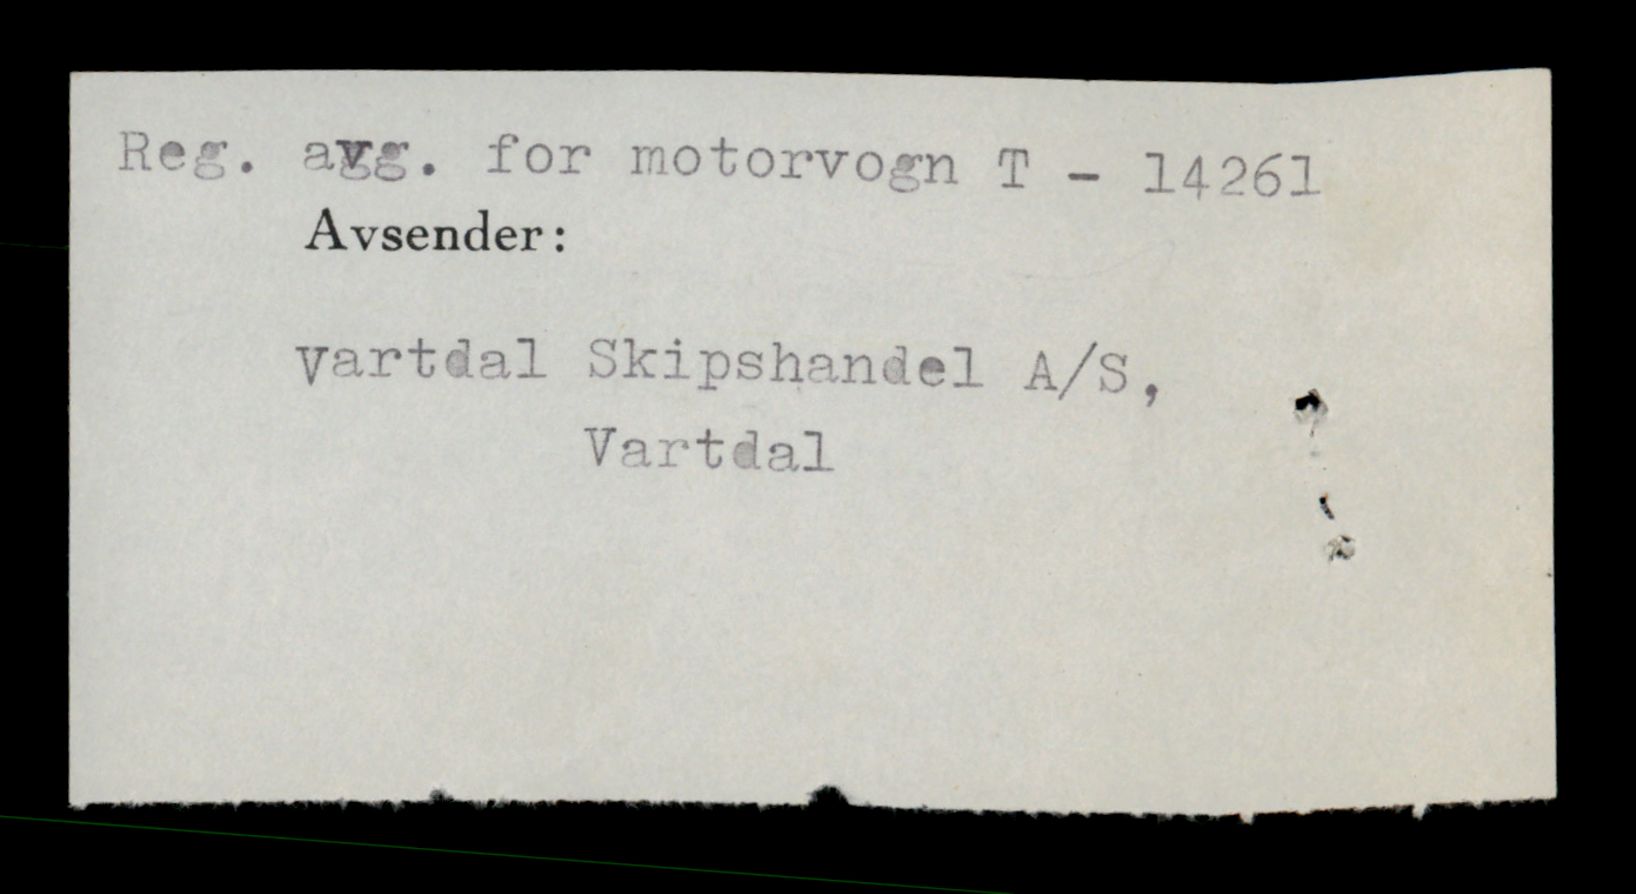 Reg. avg. for motorvogn T - 14261
Avsender:
Vartdal Skipshandel A/S,
Vartdal